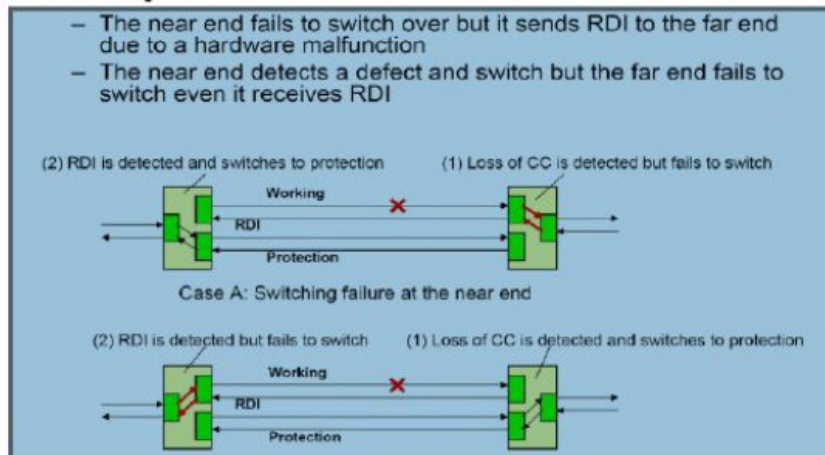 – The near end fails to switch over but it sends RDI to the far end
due to a hardware malfunction
– The near end detects a defect and switch but the far end fails to
switch even it receives RDI
(2) RDI is detected and switches to protection (1) Loss of CC is detected but fails to switch
Working
RDI
Protection
Case A: Switching failure at the near end
(2) RDI is detected but fails to switch (1) Loss of CC is detected and switches to protection
Working
RDI
Protection